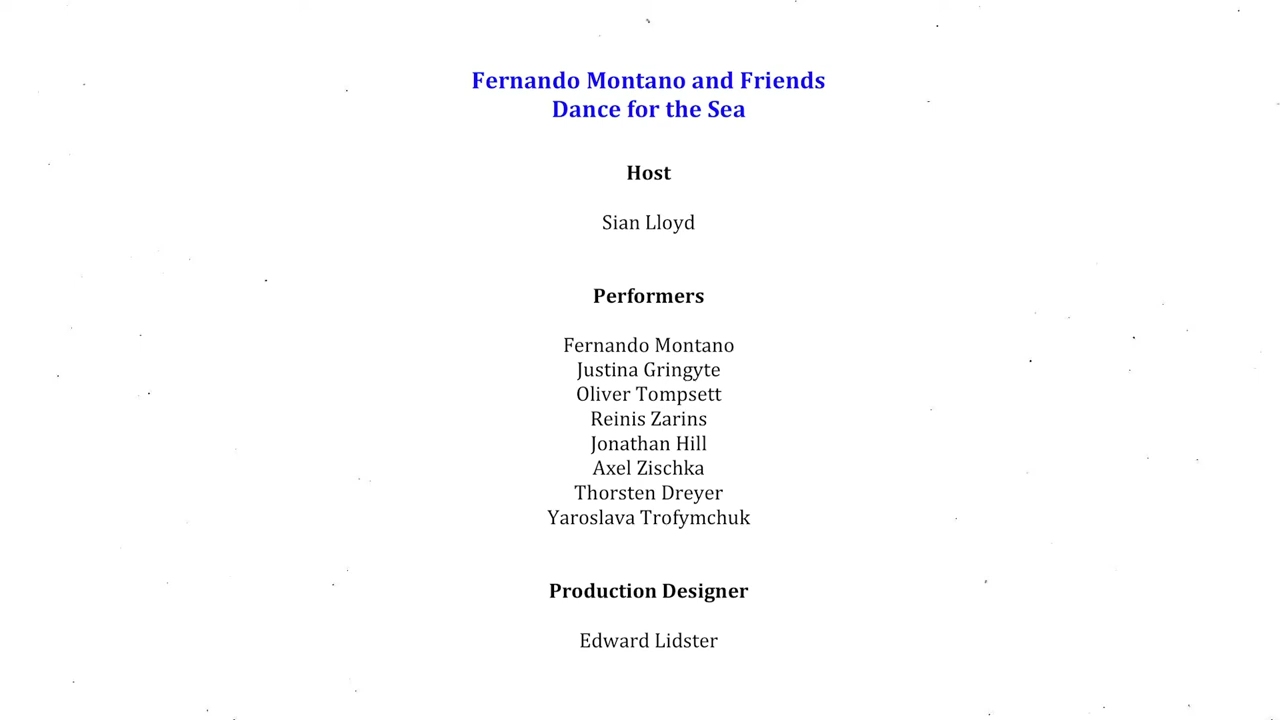 Fernando Montano and Friends
Dance for the Sea
Host
Sian Lloyd
Performers
Fernando Montano
Justina Gringyte
Oliver Tompsett
Reinis Zarins
Jonathan Hill
Axel Zischka
Thorsten Dreyer
Yaroslava Trofymchuk
Production Designer
Edward Lidster